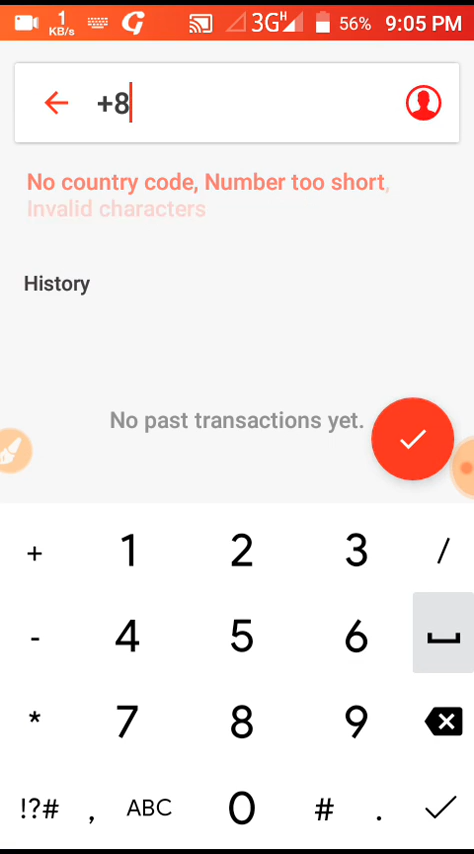 1 KB/s 3G H 56% 9:05 PM
+8
No country code, Number too short,
Invalid characters
History
No past transactions yet.
+ 1 2 3 /
- 4 5 6
* 7 8 9
!?# , ABC 0 # .